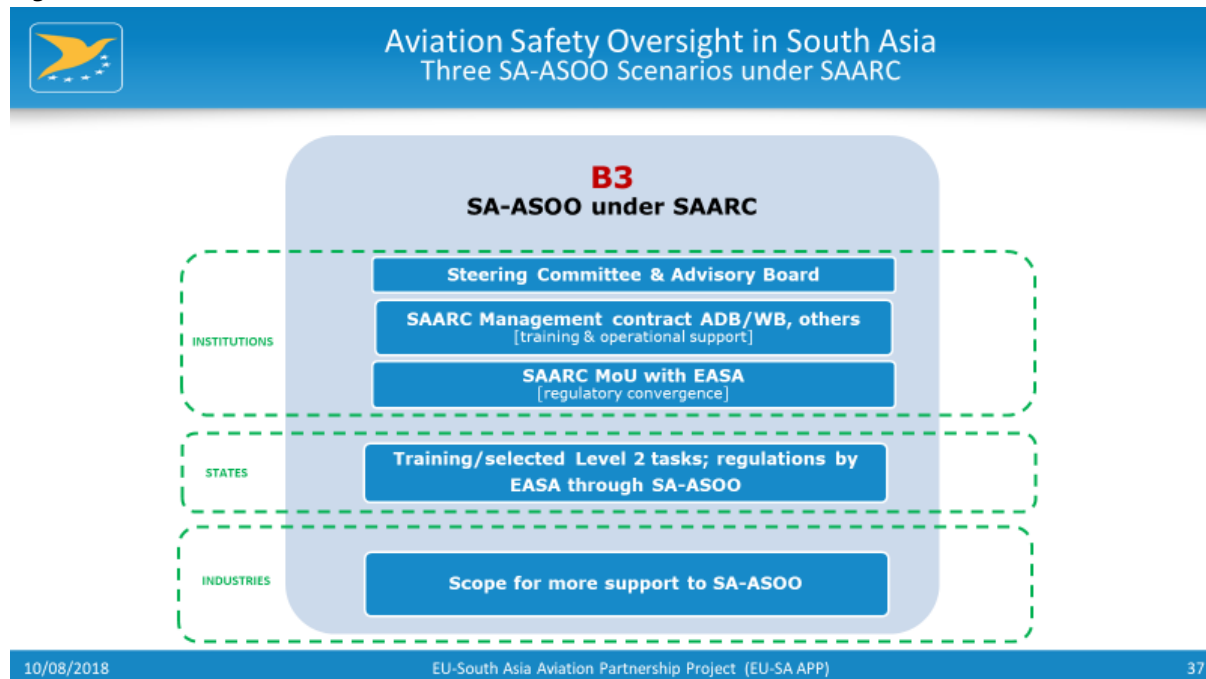 Aviation Safety Oversight in South Asia
Three SA-ASOO Scenarios under SAARC
B3
SA-ASOO under SAARC
INSTITUTIONS
Steering Committee & Advisory Board
SAARC Management contract ADB/WB, others
[training & operational support]
SAARC MoU with EASA
[regulatory convergence]
STATES
Training/selected Level 2 tasks; regulations by
EASA through SA-ASOO
INDUSTRIES
Scope for more support to SA-ASOO
10/08/2018
EU-South Asia Aviation Partnership Project (EU-SA APP)
37